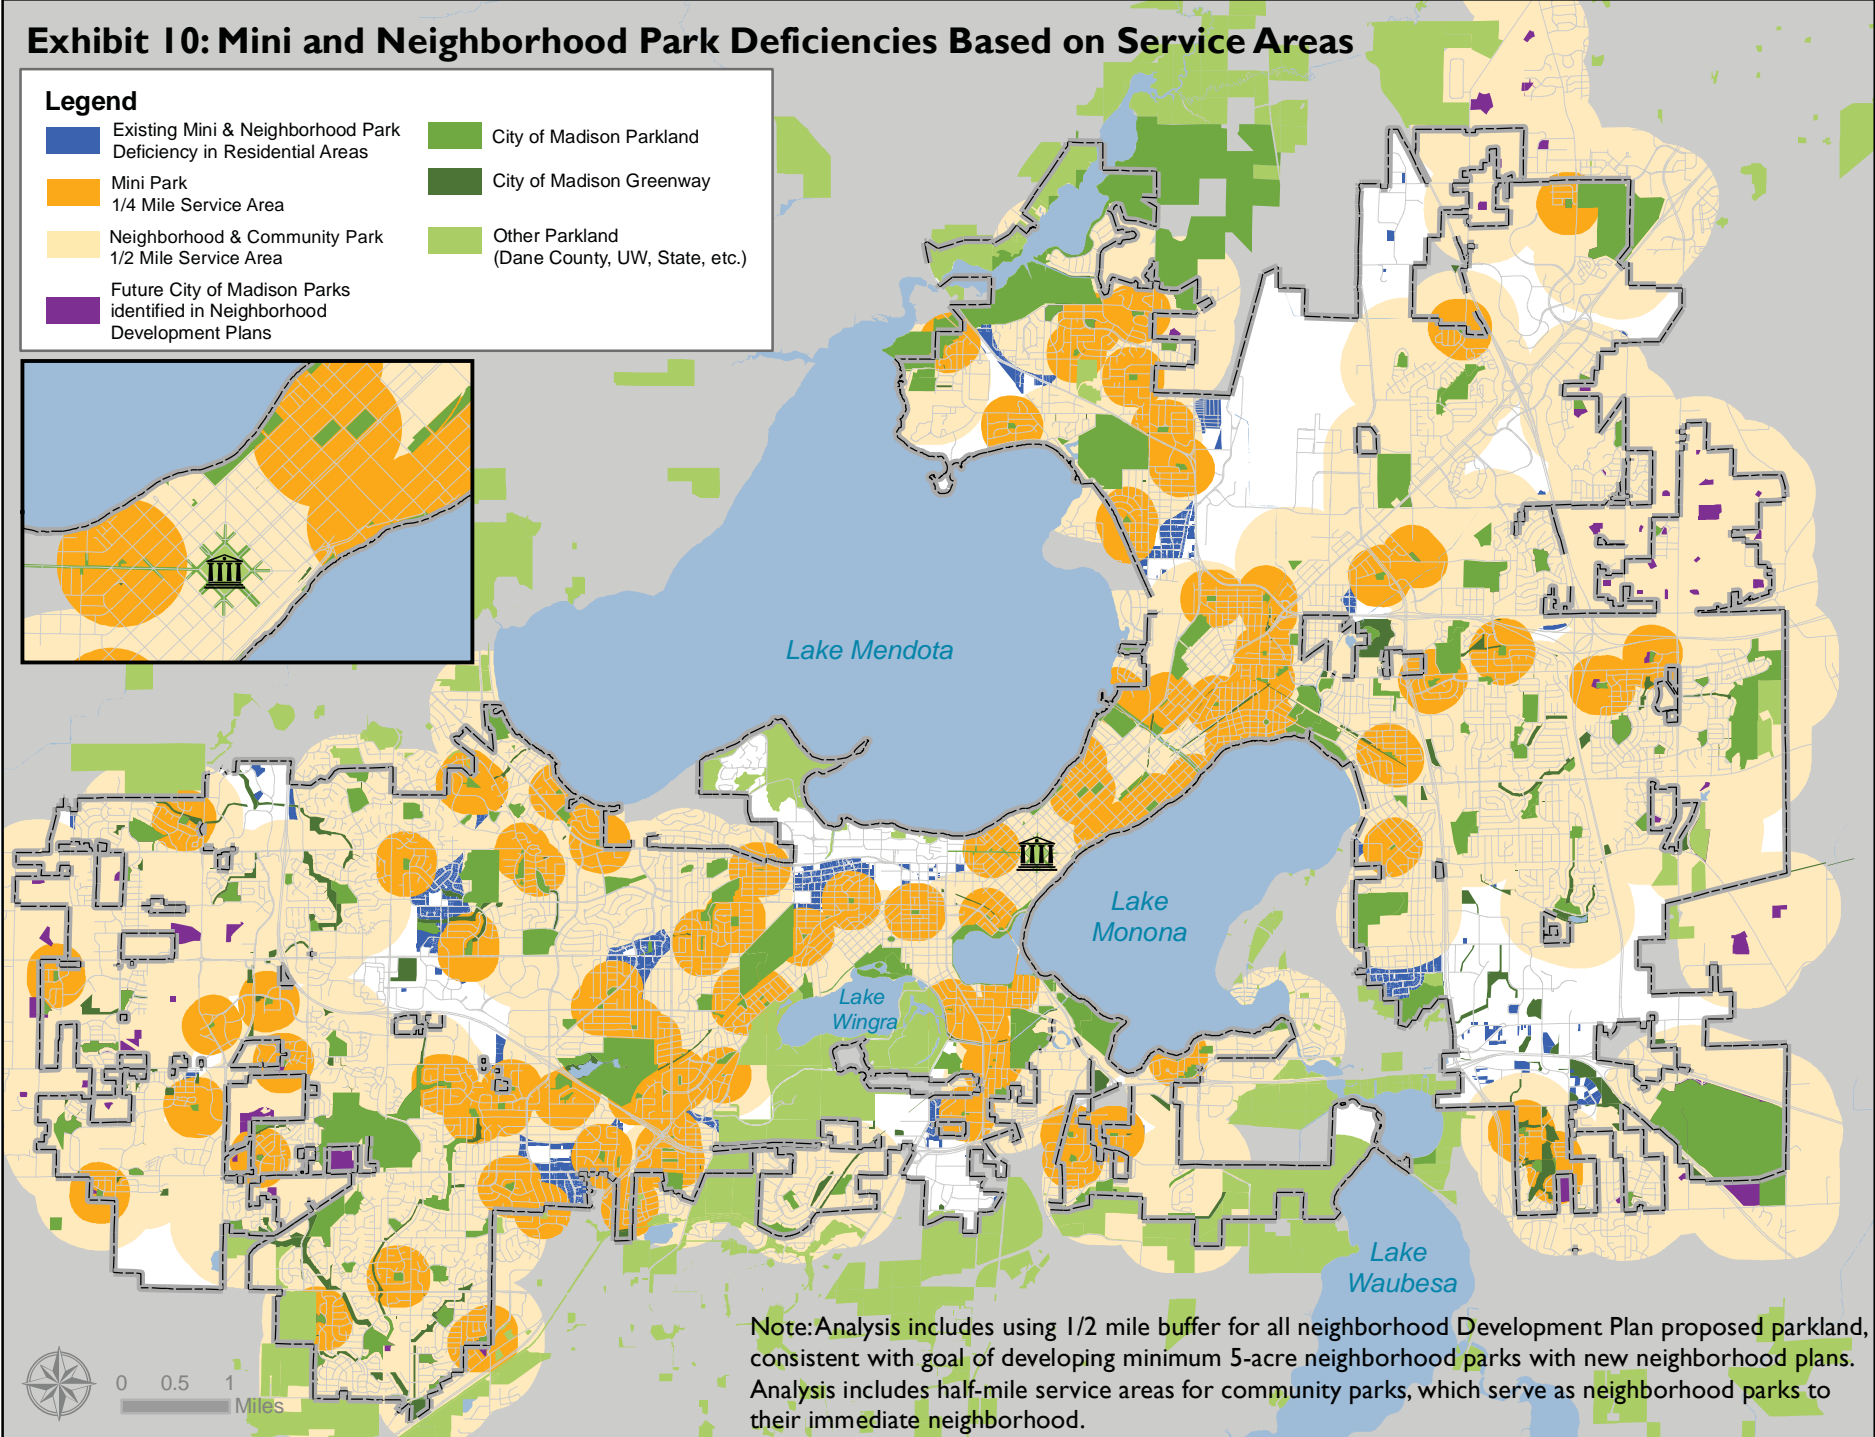 Exhibit 10: Mini and Neighborhood Park Deficiencies Based on Service Areas
Legend
Existing Mini & Neighborhood Park
Deficiency in Residential Areas
Mini Park
1/4 Mile Service Area
Neighborhood & Community Park
1/2 Mile Service Area
Future City of Madison Parks
identified in Neighborhood
Development Plans
City of Madison Parkland
City of Madison Greenway
Other Parkland
(Dane County, UW, State, etc.)
Lake Mendota
Lake
Monona
Lake
Wingra
Lake
Waubesa
Note: Analysis includes using 1/2 mile buffer for all neighborhood Development Plan proposed parkland,
consistent with goal of developing minimum 5-acre neighborhood parks with new neighborhood plans.
Analysis includes half-mile service areas for community parks, which serve as neighborhood parks to
their immediate neighborhood.
0 0.5 1
Miles